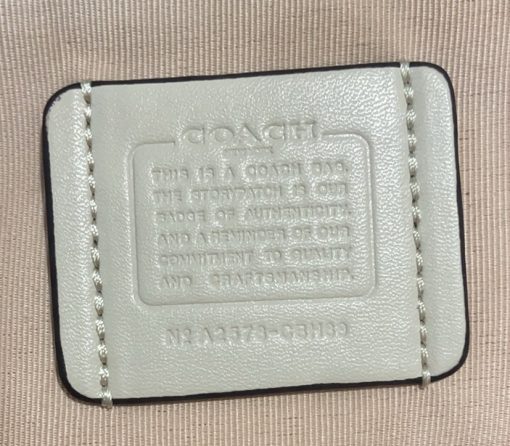 COACH
THIS IS A COACH BAG.
THE STORYPATCH IS OUR
BADGE OF AUTHENTICITY.
AND A REMINDER OF OUR
COMMITMENT TO QUALITY
AND CRAFTSMANSHIP.